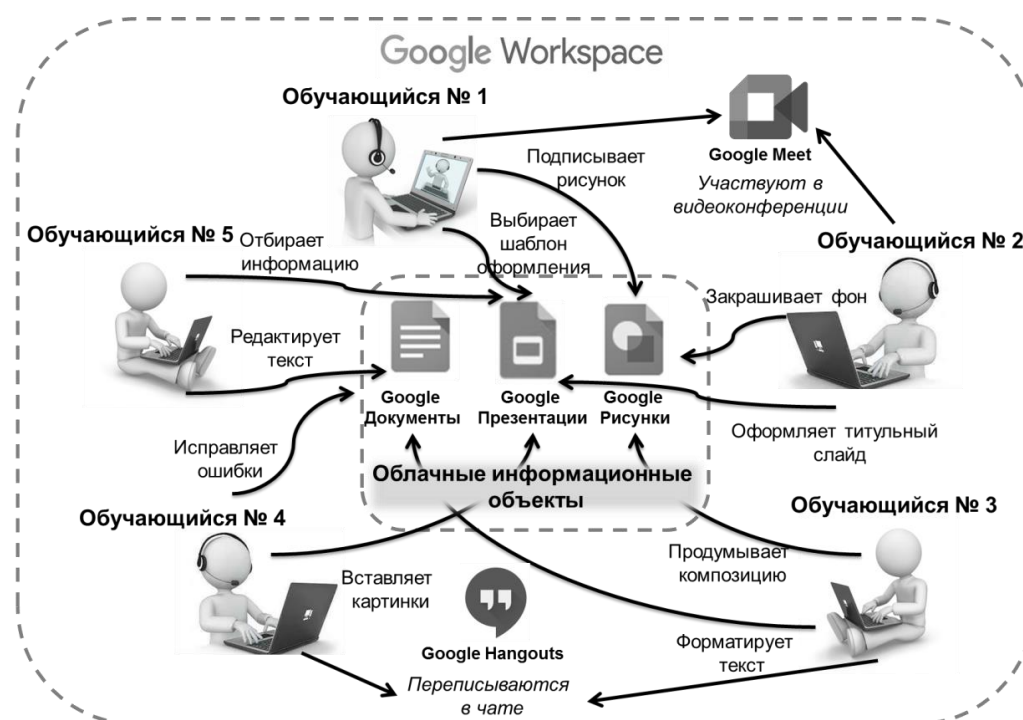 Google Workspace
Обучающийся № 1
Google Meet
Участвуют в
видеоконференции
Подписывает
рисунок
Выбирает
шаблон
оформления
Обучающийся № 5
Отбирает
информацию
Обучающийся № 2
Закрашивает фон
Редактирует
текст
Google
Документы
Google
Презентации
Google
Рисунки
Оформляет титульный
слайд
Исправляет
ошибки
Облачные информационные
объекты
Обучающийся № 4
Обучающийся № 3
Вставляет
картинки
Продумывает
композицию
Google Hangouts
Переписываются
в чате
Форматирует
текст